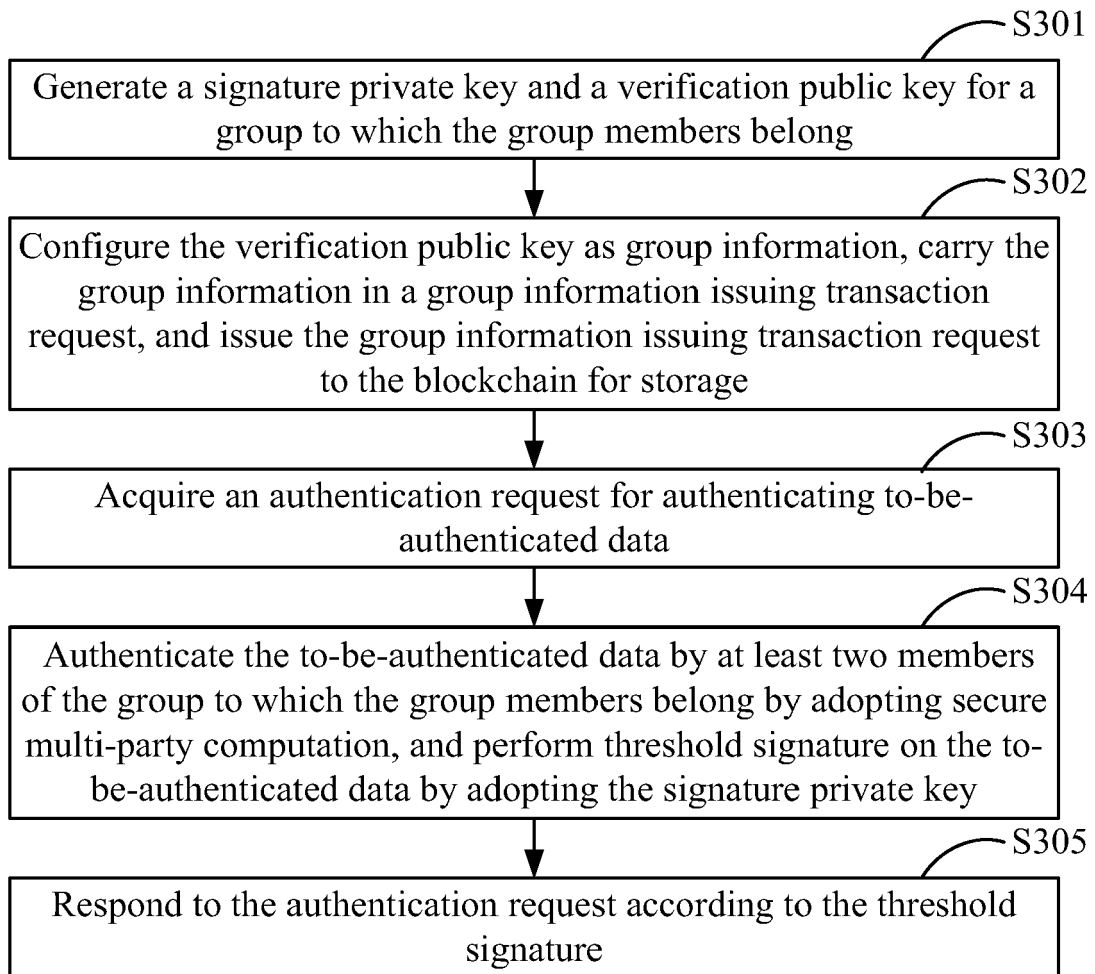 S301
Generate a signature private key and a verification public key for a
group to which the group members belong
S302
Configure the verification public key as group information, carry the
group information in a group information issuing transaction
request, and issue the group information issuing transaction request
to the blockchain for storage
S303
Acquire an authentication request for authenticating to-be-
authenticated data
S304
Authenticate the to-be-authenticated data by at least two members
of the group to which the group members belong by adopting secure
multi-party computation, and perform threshold signature on the to-
be-authenticated data by adopting the signature private key
S305
Respond to the authentication request according to the threshold
signature